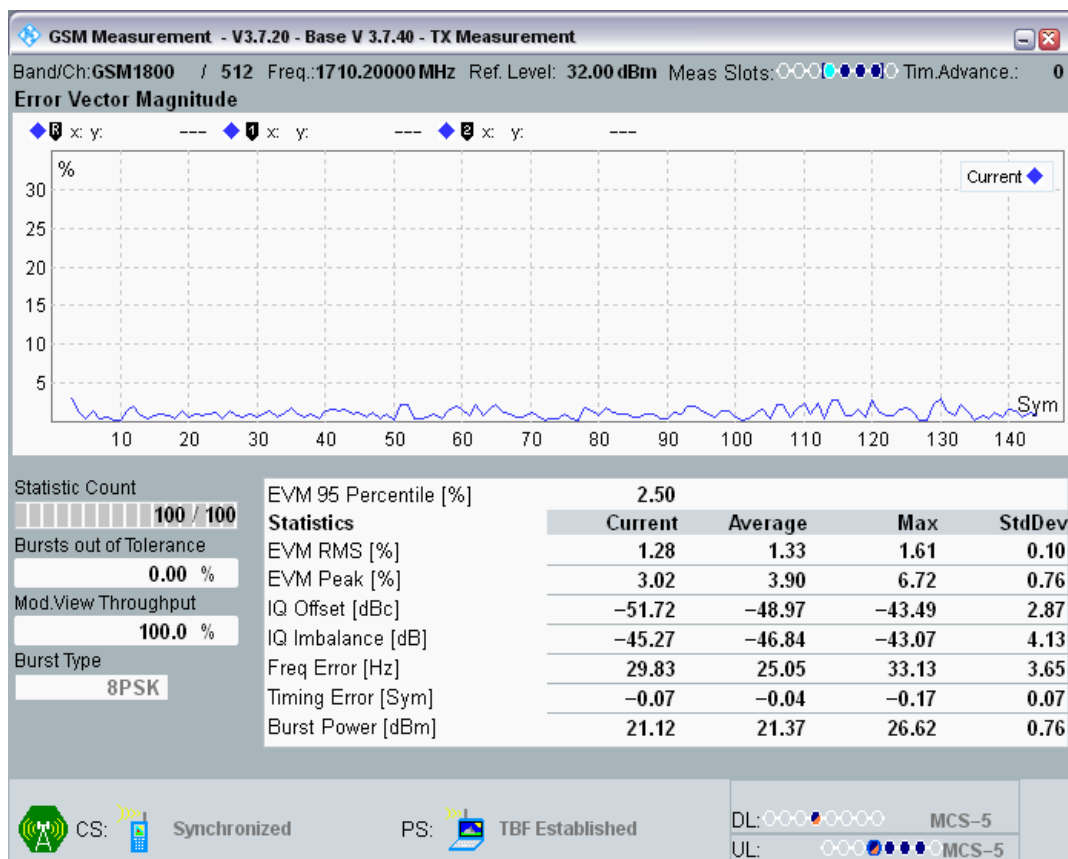 GSM Measurement - V3.7.20 - Base V 3.7.40 - TX Measurement
Band/Ch:GSM1800 / 512 Freq.:1710.20000MHz Ref. Level: 32.00dBm Meas Slots: Tim.Advance.: 0
Error Vector Magnitude
R x: y: --- 1 x: y: --- 2 x: y: ---
%
Current
30
25
20
15
10
5
Sym
10 20 30 40 50 60 70 80 90 100 110 120 130 140
Statistic Count
100 / 100
Bursts out of Tolerance
0.00 %
Mod.View Throughput
100.0 %
Burst Type
8PSK
EVM 95 Percentile [%] 2.50
Statistics Current Average Max StdDev
EVM RMS [%] 1.28 1.33 1.61 0.10
EVM Peak [%] 3.02 3.90 6.72 0.76
IQ Offset [dBc] −51.72 −48.97 −43.49 2.87
IQ Imbalance [dB] −45.27 −46.84 −43.07 4.13
Freq Error [Hz] 29.83 25.05 33.13 3.65
Timing Error [Sym] −0.07 −0.04 −0.17 0.07
Burst Power [dBm] 21.12 21.37 26.62 0.76
CS: Synchronized PS: TBF Established
DL: MCS−5
UL: MCS−5